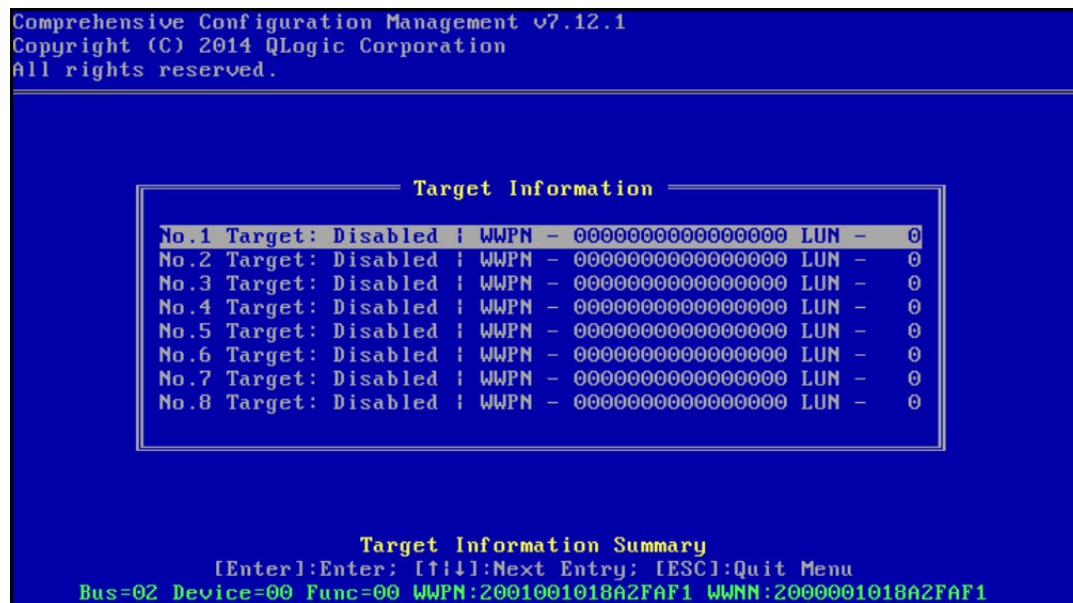 Comprehensive Configuration Management v7.12.1
Copyright (C) 2014 QLogic Corporation
All rights reserved.
Target Information
No.1 Target: Disabled ¦ WWPN - 0000000000000000 LUN - 0
No.2 Target: Disabled ¦ WWPN - 0000000000000000 LUN - 0
No.3 Target: Disabled ¦ WWPN - 0000000000000000 LUN - 0
No.4 Target: Disabled ¦ WWPN - 0000000000000000 LUN - 0
No.5 Target: Disabled ¦ WWPN - 0000000000000000 LUN - 0
No.6 Target: Disabled ¦ WWPN - 0000000000000000 LUN - 0
No.7 Target: Disabled ¦ WWPN - 0000000000000000 LUN - 0
No.8 Target: Disabled ¦ WWPN - 0000000000000000 LUN - 0
Target Information Summary
[Enter]:Enter; [↑¦↓]:Next Entry; [ESC]:Quit Menu
Bus=02 Device=00 Func=00 WWPN:2001001018A2FAF1 WWNN:2000001018A2FAF1